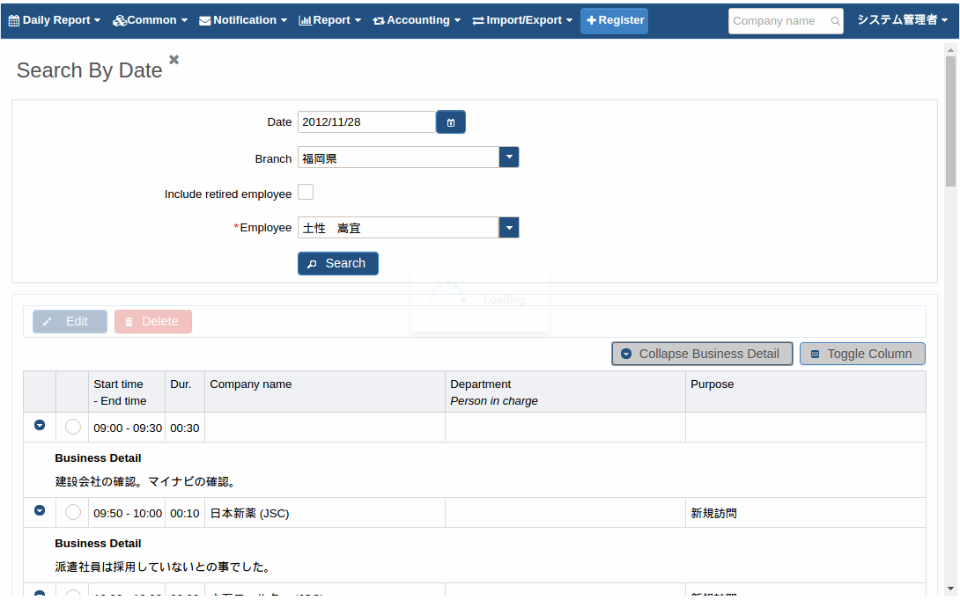 Daily Report Common Notification Report Accounting Import/Export Register Company name システム管理者
Search By Date
Date 2012/11/28
Branch 福岡県
Include retired employee
*Employee 土性 嵩宜
Search
Loading...
Edit Delete
Collapse Business Detail Toggle Column
Start time Dur. Company name Department Purpose
- End time Person in charge
09:00 - 09:30 00:30
Business Detail
建設会社の確認。マイナビの確認。
09:50 - 10:00 00:10 日本新薬 (JSC) 新規訪問
Business Detail
派遣社員は採用していないとの事でした。